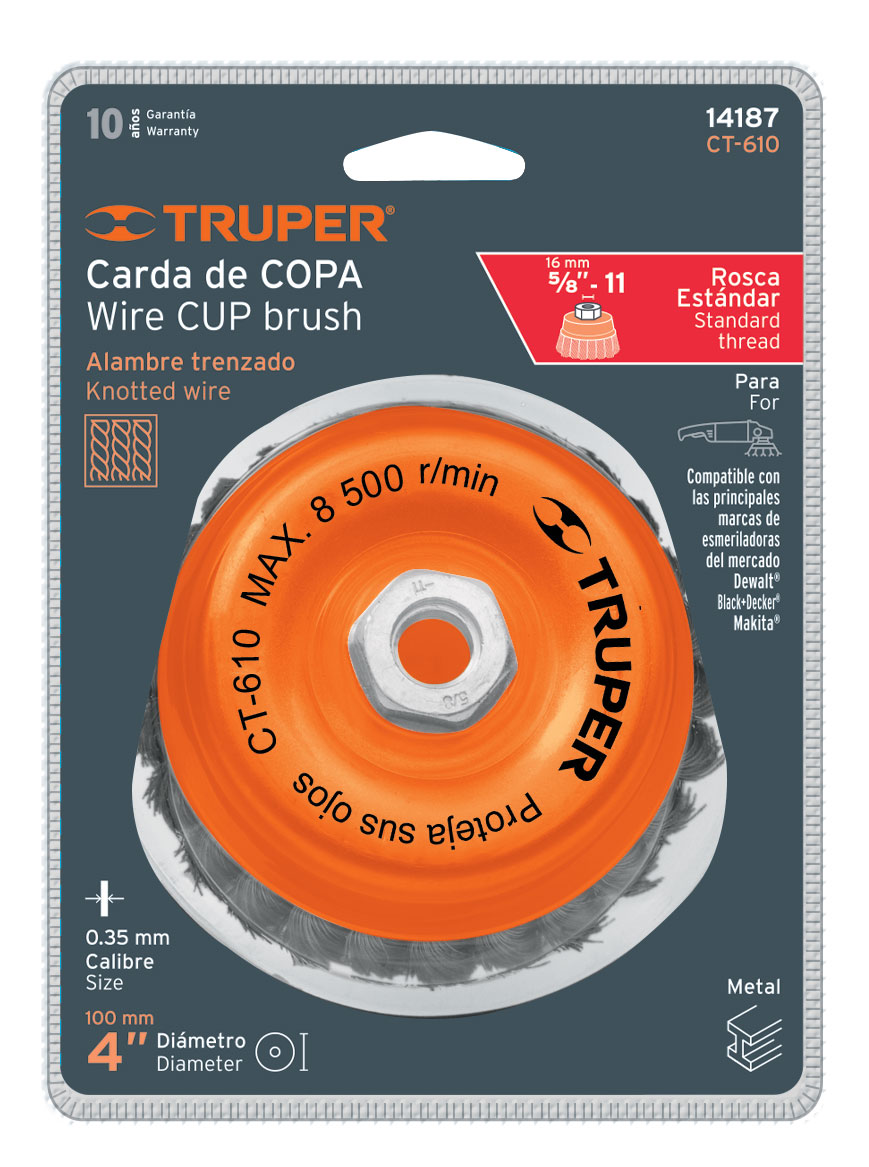 10 años Garantía
Warranty
14187
CT-610
TRUPER®
Carda de COPA
Wire CUP brush
Alambre trenzado
Knotted wire
16 mm
5/8" - 11
Rosca
Estándar
Standard
thread
Para
For
Compatible con
las principales
marcas de
esmeriladoras
del mercado
Dewalt®
Black+Decker®
Makita®
CT-610 MAX. 8 500 r/min
TRUPER
Proteja sus ojos
5/8
0.35 mm
Calibre
Size
100 mm
4" Diámetro
Diameter
Metal